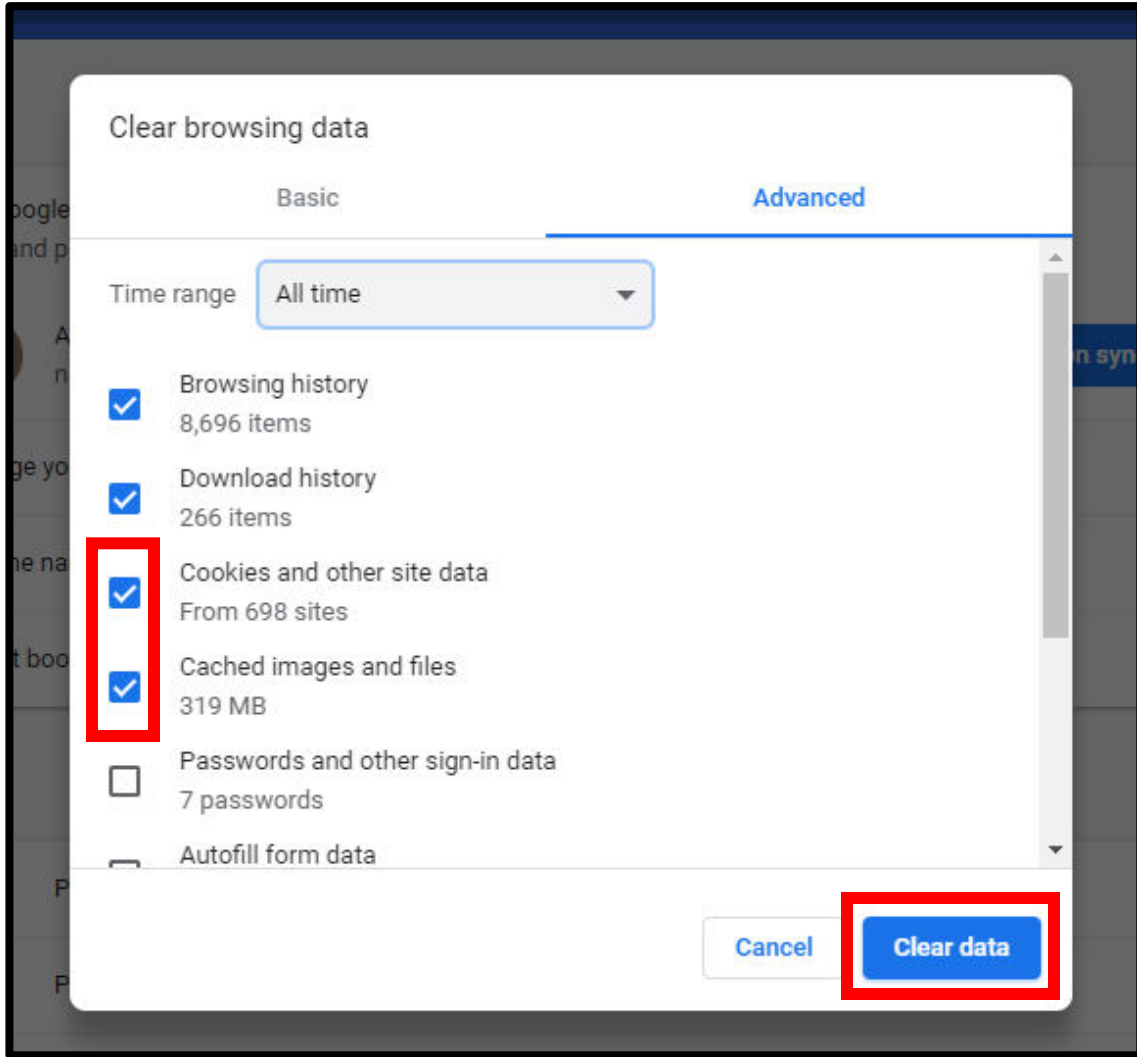 Clear browsing data
Basic
Advanced
Time range
All time
Browsing history
8,696 items
Download history
266 items
Cookies and other site data
From 698 sites
Cached images and files
319 MB
Passwords and other sign-in data
7 passwords
Autofill form data
Cancel
Clear data